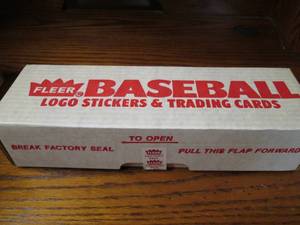 FLEER® BASEBALL
LOGO STICKERS & TRADING CARDS
TO OPEN
BREAK FACTORY SEAL
PULL THIS FLAP FORWARD